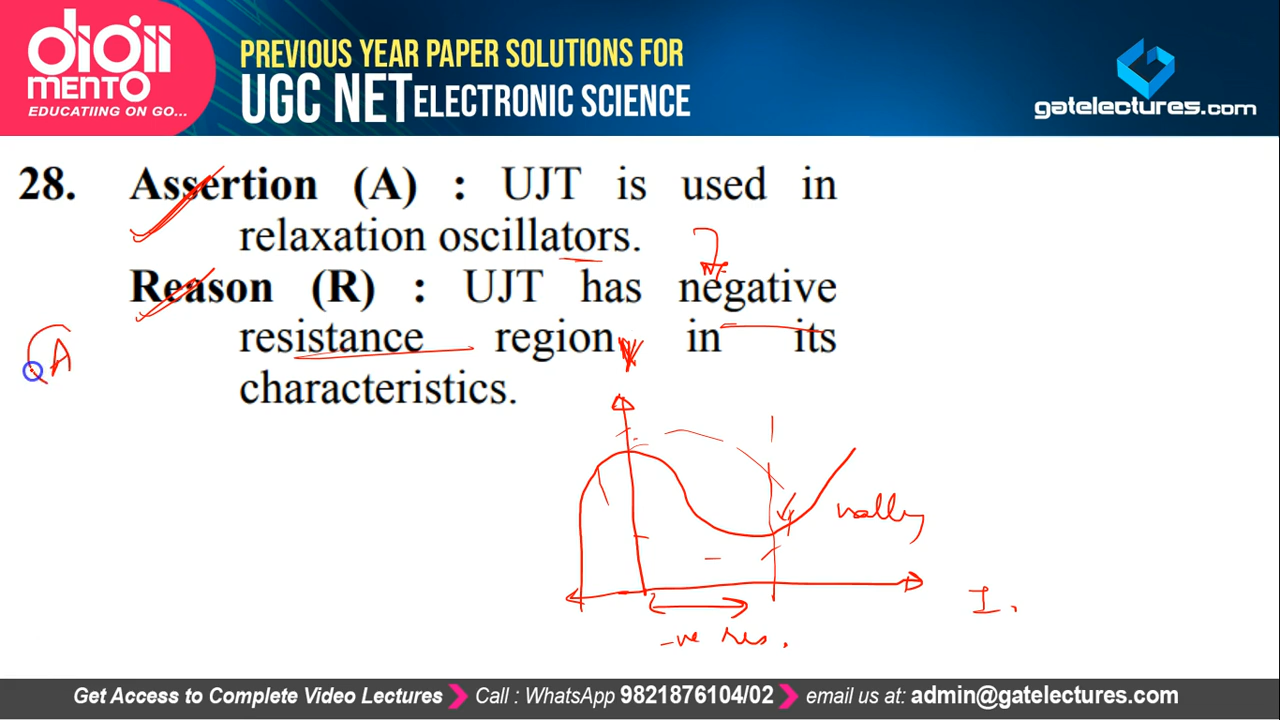 digii
MENTO
EDUCATIING ON GO...
PREVIOUS YEAR PAPER SOLUTIONS FOR
UGC NET ELECTRONIC SCIENCE
gatelectures.com
28. Assertion (A) : UJT is used in
relaxation oscillators.
Reason (R) : UJT has negative
resistance region in its
characteristics.
A
valley
I.
-ve res.
Get Access to Complete Video Lectures Call : WhatsApp 9821876104/02 email us at: admin@gatelectures.com